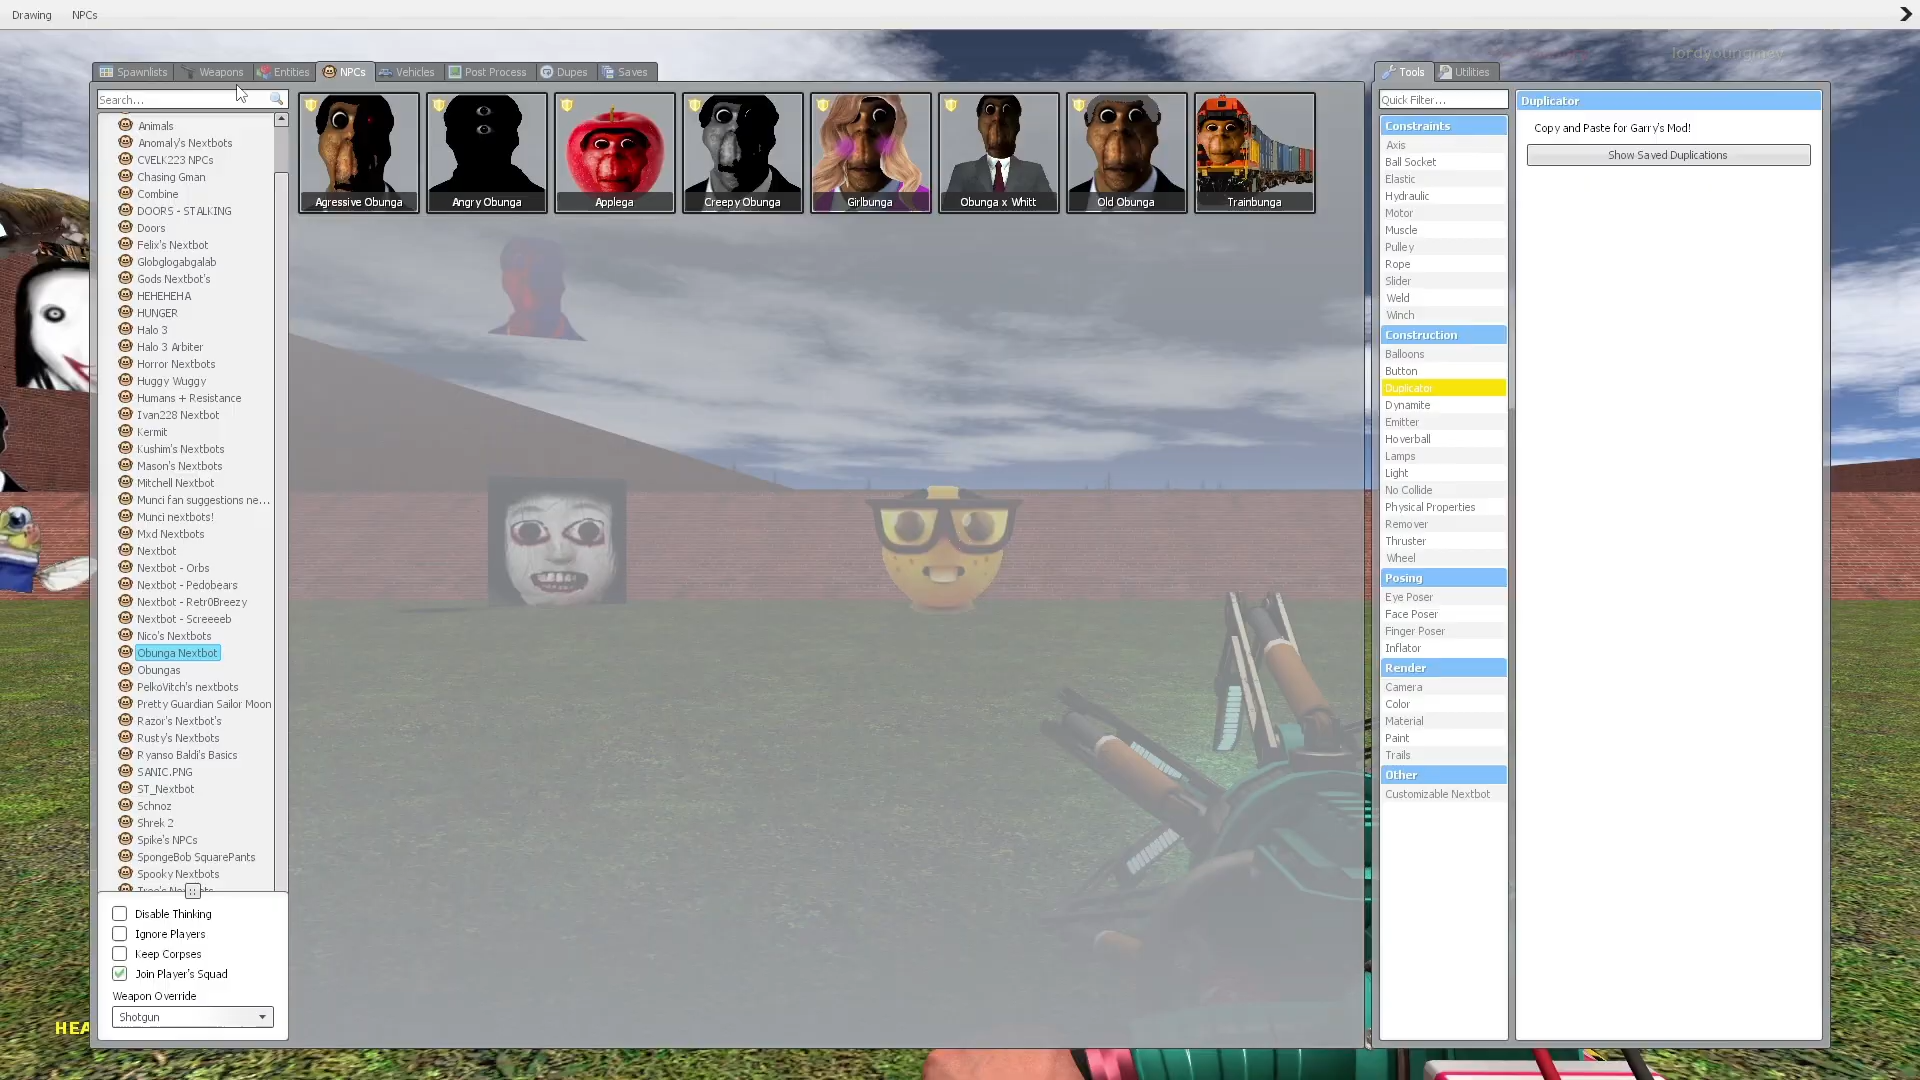 Drawing NPCs
lordyoungmev
Spawnlists Weapons Entities NPCs Vehicles Post Process Dupes Saves
Tools Utilities
Search...
Animals
Anomaly's Nextbots
CVELK223 NPCs
Chasing Gman
Combine
DOORS - STALKING
Doors
Felix's Nextbot
Globglogabgalab
Gods Nextbot's
HEHEHEHA
HUNGER
Halo 3
Halo 3 Arbiter
Horror Nextbots
Huggy Wuggy
Humans + Resistance
Ivan228 Nextbot
Kermit
Kushim's Nextbots
Mason's Nextbots
Mitchell Nextbot
Munci fan suggestions ne...
Munci nextbots!
Mxd Nextbots
Nextbot
Nextbot - Orbs
Nextbot - Pedobears
Nextbot - Retr0Breezy
Nextbot - Screeeeb
Nico's Nextbots
Obunga Nextbot
Obungas
PelkoVitch's nextbots
Pretty Guardian Sailor Moon
Razor's Nextbot's
Rusty's Nextbots
Ryanso Baldi's Basics
SANIC.PNG
ST_Nextbot
Schnoz
Shrek 2
Spike's NPCs
SpongeBob SquarePants
Spooky Nextbots
Disable Thinking
Ignore Players
Keep Corpses
Join Player's Squad
Weapon Override
Shotgun
HEA
Agressive Obunga
Angry Obunga
Applega
Creepy Obunga
Girlbunga
Obunga x Whitt
Old Obunga
Trainbunga
Quick Filter...
Constraints
Axis
Ball Socket
Elastic
Hydraulic
Motor
Muscle
Pulley
Rope
Slider
Weld
Winch
Construction
Balloons
Button
Duplicator
Dynamite
Emitter
Hoverball
Lamps
Light
No Collide
Physical Properties
Remover
Thruster
Wheel
Posing
Eye Poser
Face Poser
Finger Poser
Inflator
Render
Camera
Color
Material
Paint
Trails
Other
Customizable Nextbot
Duplicator
Copy and Paste for Garry's Mod!
Show Saved Duplications